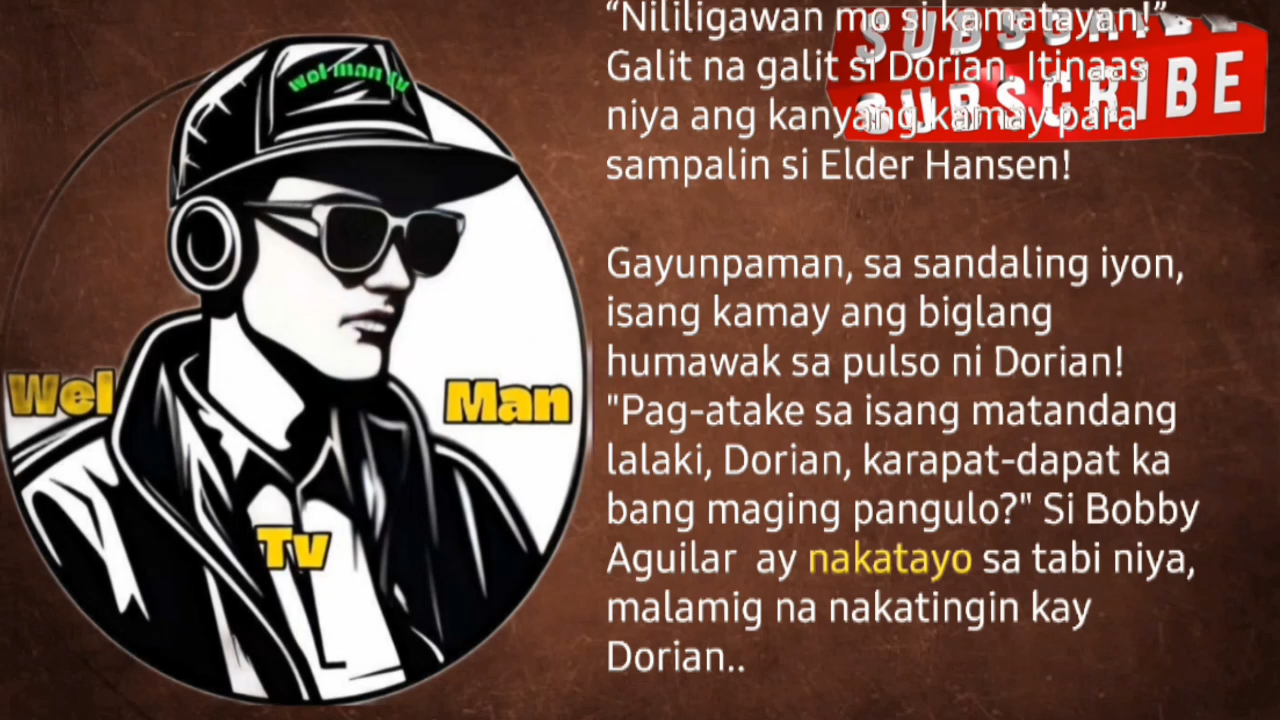 “Nililigawan mo si kamatayan!”
Galit na galit si Dorian. Itinaas
niya ang kanyang kamay para
sampalin si Elder Hansen!
Gayunpaman, sa sandaling iyon,
isang kamay ang biglang
humawak sa pulso ni Dorian!
"Pag-atake sa isang matandang
lalaki, Dorian, karapat-dapat ka
bang maging pangulo?" Si Bobby
Aguilar ay nakatayo sa tabi niya,
malamig na nakatingin kay
Dorian..
SUBSCRIBE
SUBSCRIBE
wel man tv
Wel
Man
Tv